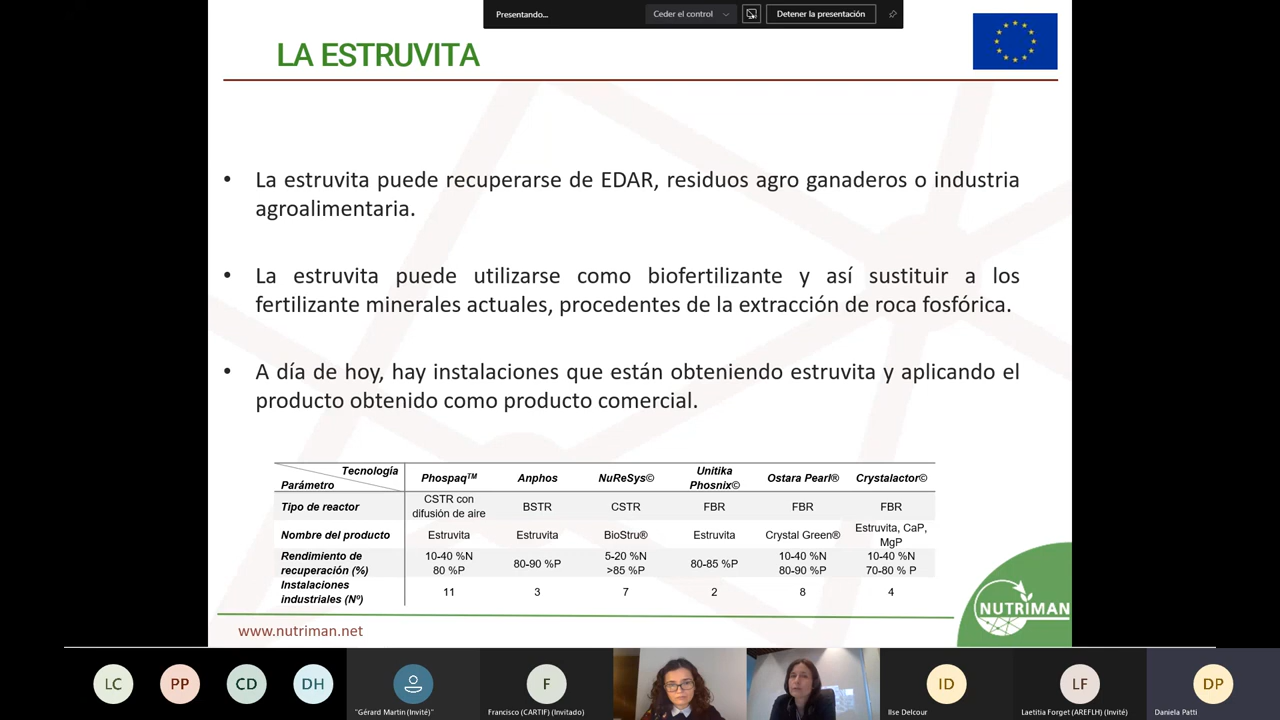 Presentando...
Ceder el control
Detener la presentación
LA ESTRUVITA
• La estruvita puede recuperarse de EDAR, residuos agro ganaderos o industria
agroalimentaria.
• La estruvita puede utilizarse como biofertilizante y así sustituir a los
fertilizante minerales actuales, procedentes de la extracción de roca fosfórica.
• A día de hoy, hay instalaciones que están obteniendo estruvita y aplicando el
producto obtenido como producto comercial.
Tecnología
Parámetro
Phospaq™ Anphos NuReSys© Unitika Phosnix© Ostara Pearl® Crystalactor©
Tipo de reactor CSTR con difusión de aire BSTR CSTR FBR FBR FBR
Nombre del producto Estruvita Estruvita BioStru® Estruvita Crystal Green® Estruvita, CaP, MgP
Rendimiento de recuperación (%) 10-40 %N 80 %P 80-90 %P 5-20 %N >85 %P 80-85 %P 10-40 %N 80-90 %P 10-40 %N 70-80 % P
Instalaciones industriales (Nº) 11 3 7 2 8 4
NUTRIMAN
www.nutriman.net
LC PP CD DH F ID LF DP
"Gérard Martin (Invité)" Francisco (CARTIF) (Invitado) Ilse Delcour Laetitia Forget (AREFLH) (Invité) Daniela Patti